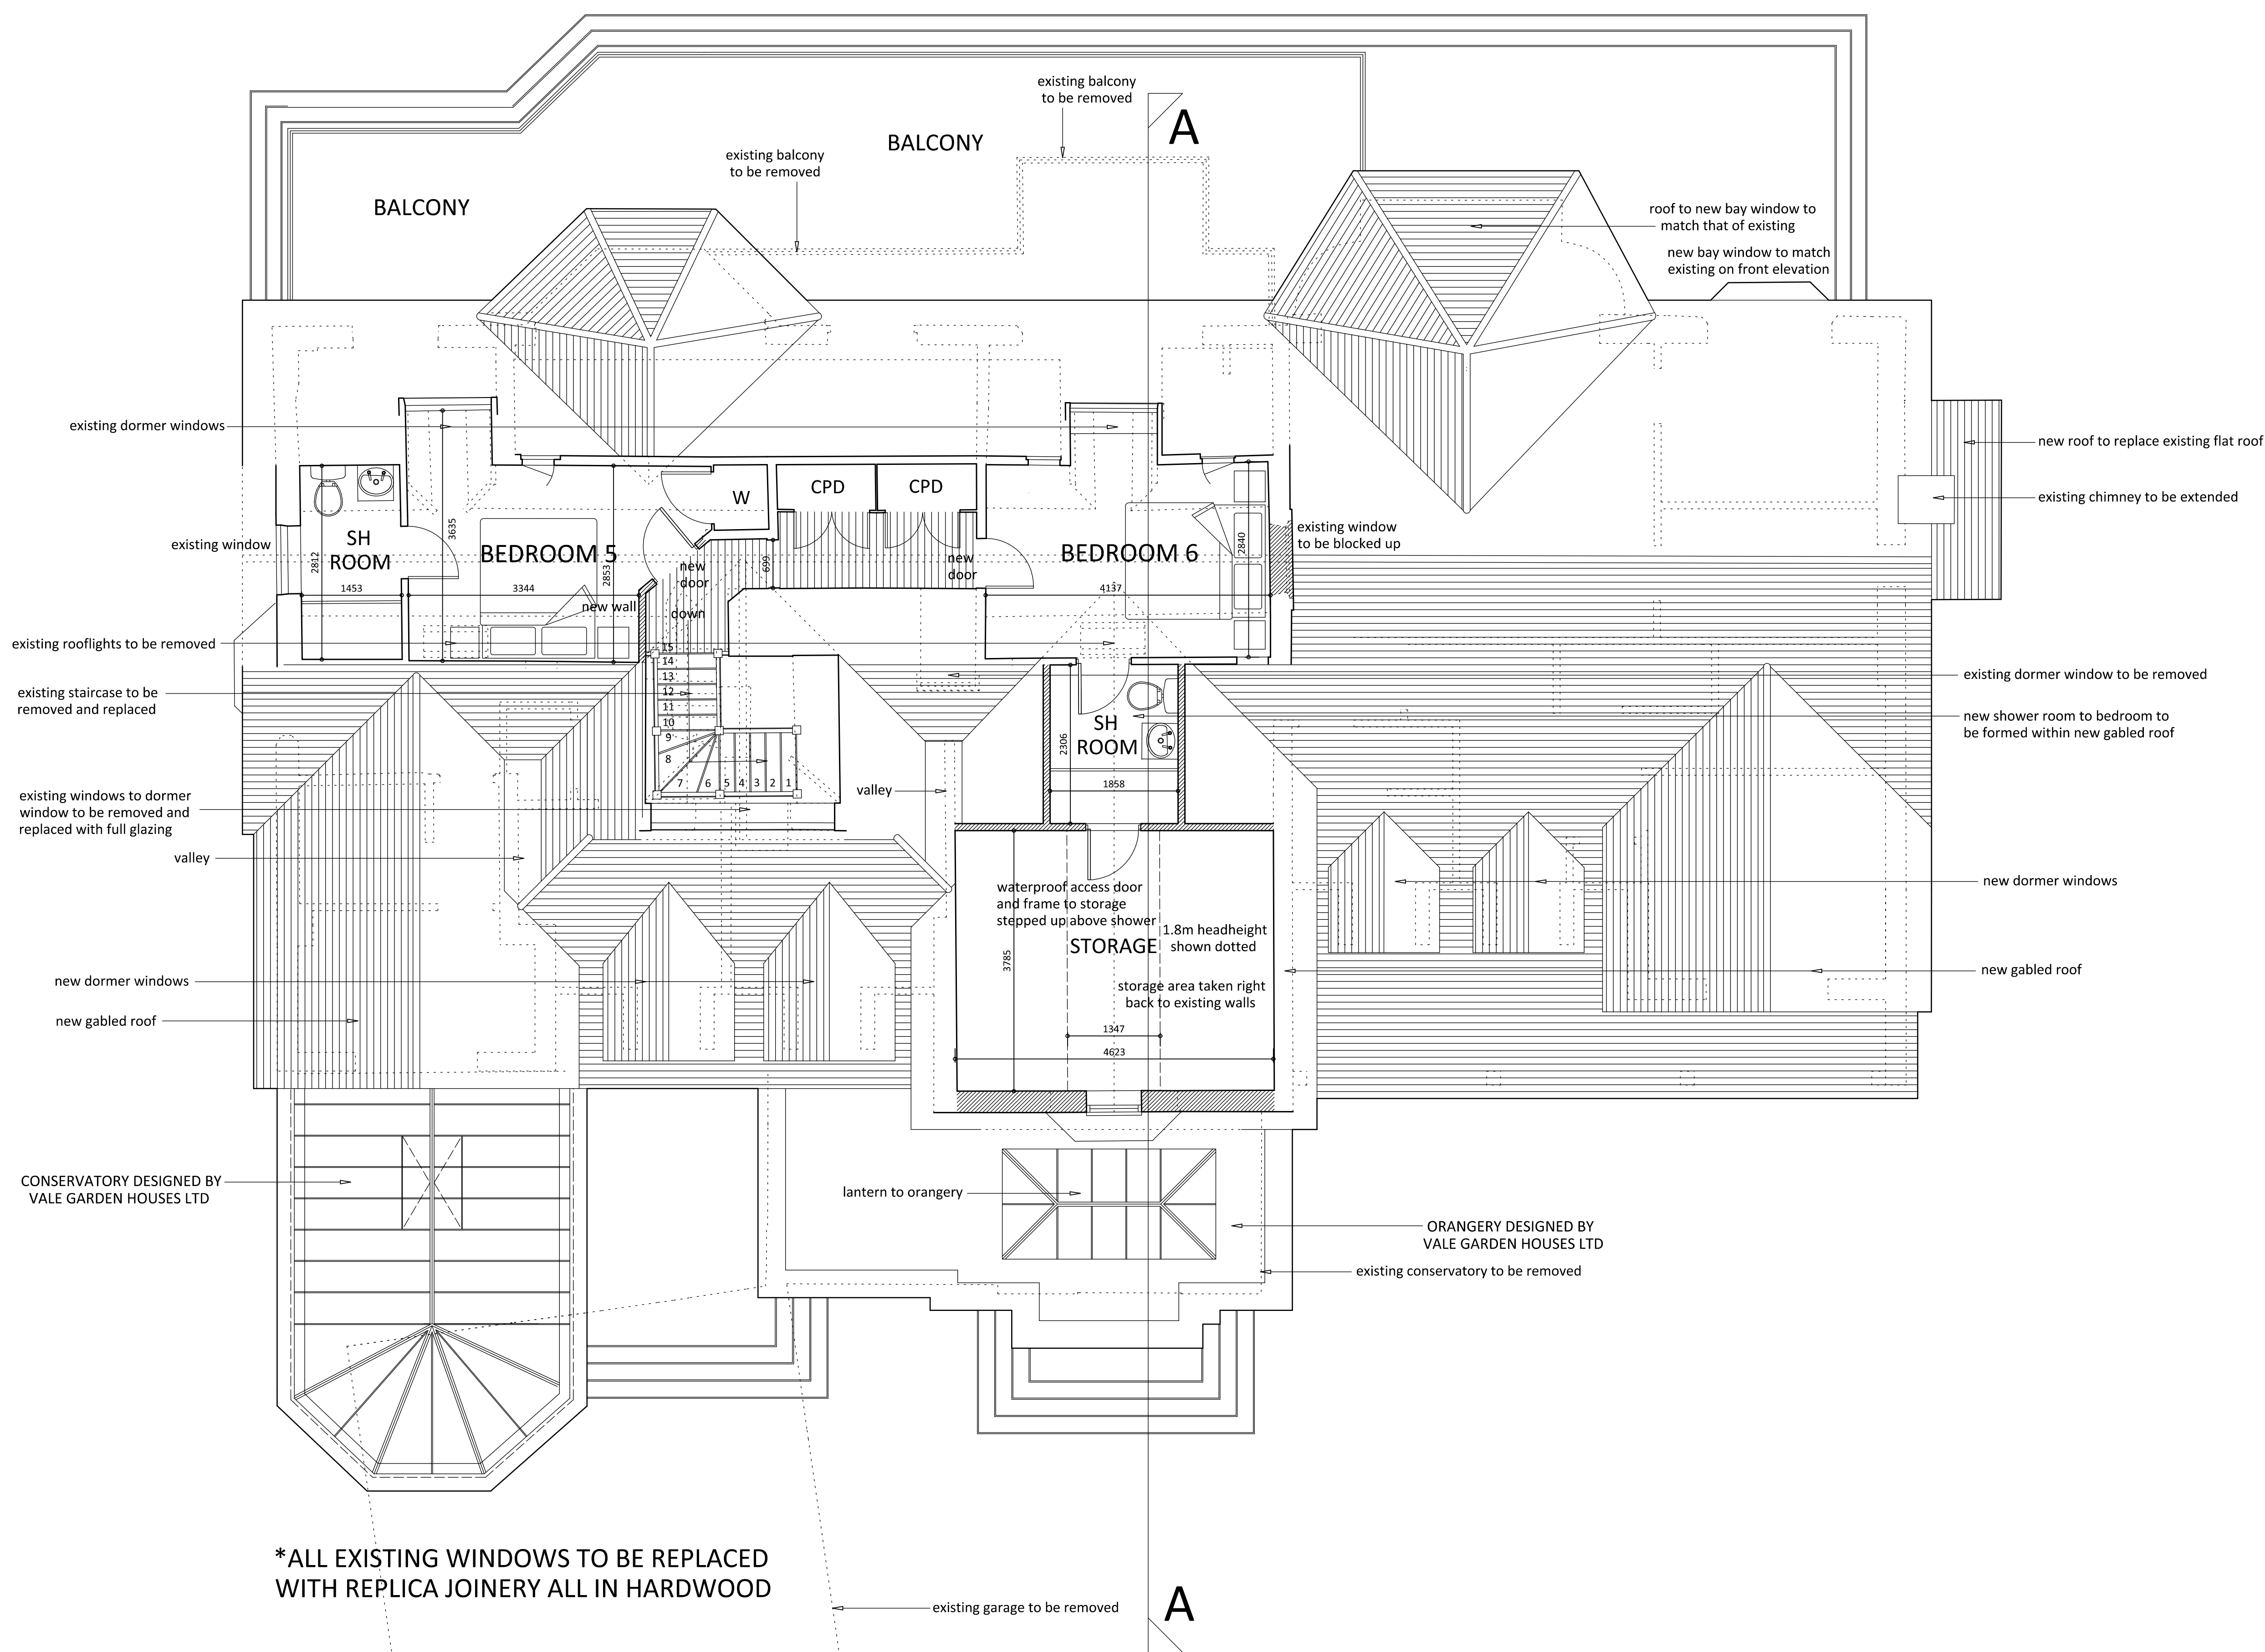 existing balcony
to be removed
A
BALCONY
existing balcony
to be removed
BALCONY
roof to new bay window to
match that of existing
new bay window to match
existing on front elevation
existing dormer windows
new roof to replace existing flat roof
W
CPD
CPD
existing chimney to be extended
3635
SH
ROOM
existing window
2812
BEDROOM 5
2853
new
door
699
new
door
BEDROOM 6
2840
existing window
to be blocked up
1453
3344
new wall
down
4137
existing rooflights to be removed
15
14
13
12
11
10
9
8
7
6
5
4
3
2
1
existing staircase to be
removed and replaced
existing dormer window to be removed
SH
ROOM
2306
1858
new shower room to bedroom to
be formed within new gabled roof
existing windows to dormer
window to be removed and
replaced with full glazing
valley
valley
waterproof access door
and frame to storage
stepped up above shower
STORAGE
1.8m headheight
shown dotted
3785
storage area taken right
back to existing walls
1347
4623
new dormer windows
new dormer windows
new gabled roof
new gabled roof
CONSERVATORY DESIGNED BY
VALE GARDEN HOUSES LTD
lantern to orangery
ORANGERY DESIGNED BY
VALE GARDEN HOUSES LTD
existing conservatory to be removed
*ALL EXISTING WINDOWS TO BE REPLACED
WITH REPLICA JOINERY ALL IN HARDWOOD
existing garage to be removed
A